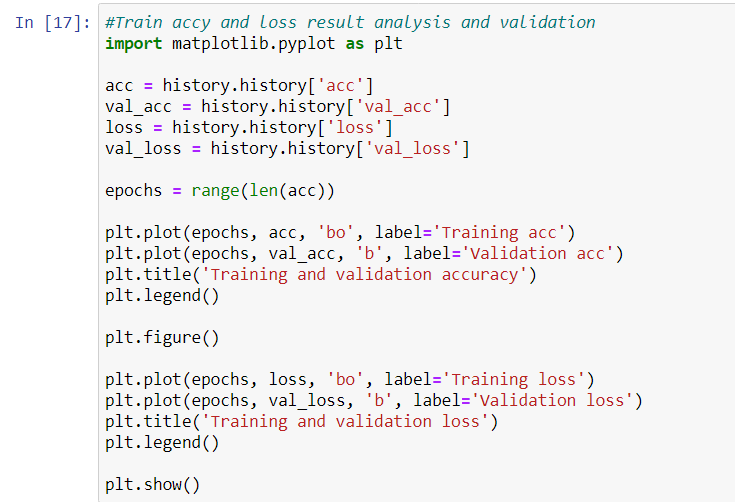 In [17]: #Train accy and loss result analysis and validation
import matplotlib.pyplot as plt
acc = history.history['acc']
val_acc = history.history['val_acc']
loss = history.history['loss']
val_loss = history.history['val_loss']
epochs = range(len(acc))
plt.plot(epochs, acc, 'bo', label='Training acc')
plt.plot(epochs, val_acc, 'b', label='Validation acc')
plt.title('Training and validation accuracy')
plt.legend()
plt.figure()
plt.plot(epochs, loss, 'bo', label='Training loss')
plt.plot(epochs, val_loss, 'b', label='Validation loss')
plt.title('Training and validation loss')
plt.legend()
plt.show()